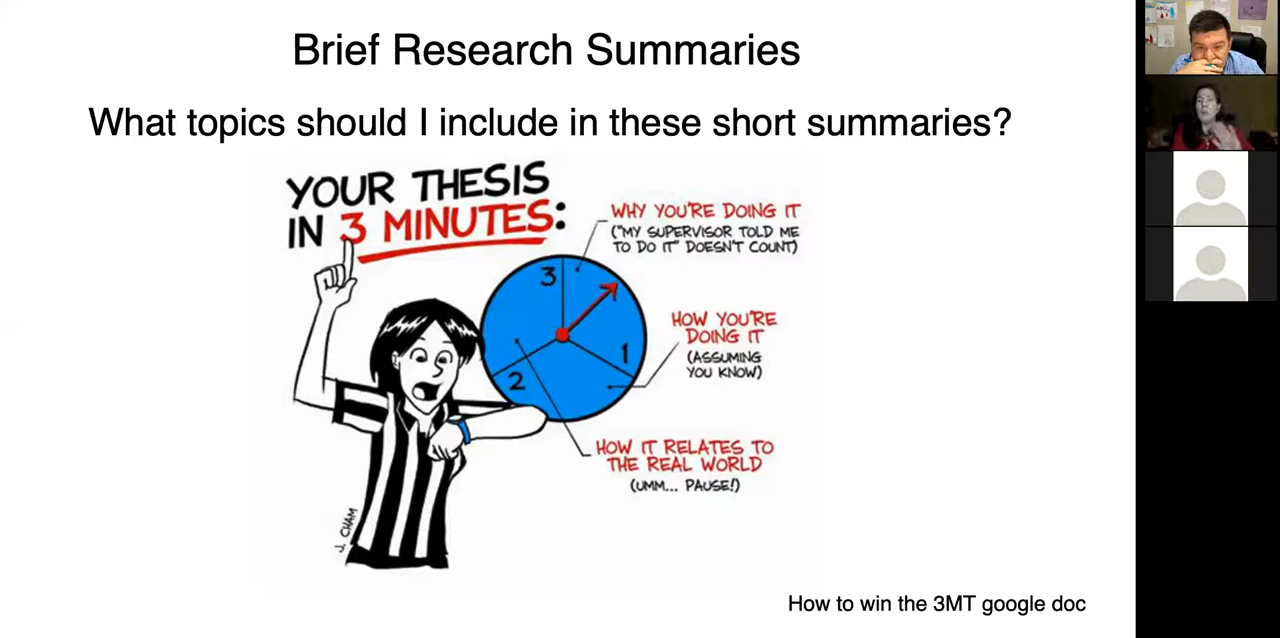 Brief Research Summaries
What topics should I include in these short summaries?
YOUR THESIS
IN 3 MINUTES:
WHY YOU'RE DOING IT
("MY SUPERVISOR TOLD ME
TO DO IT" DOESN'T COUNT)
3
HOW YOU'RE
DOING IT
(ASSUMING
YOU KNOW)
1
2
HOW IT RELATES TO
THE REAL WORLD
(UMM... PAUSE!)
J. CHAM
How to win the 3MT google doc